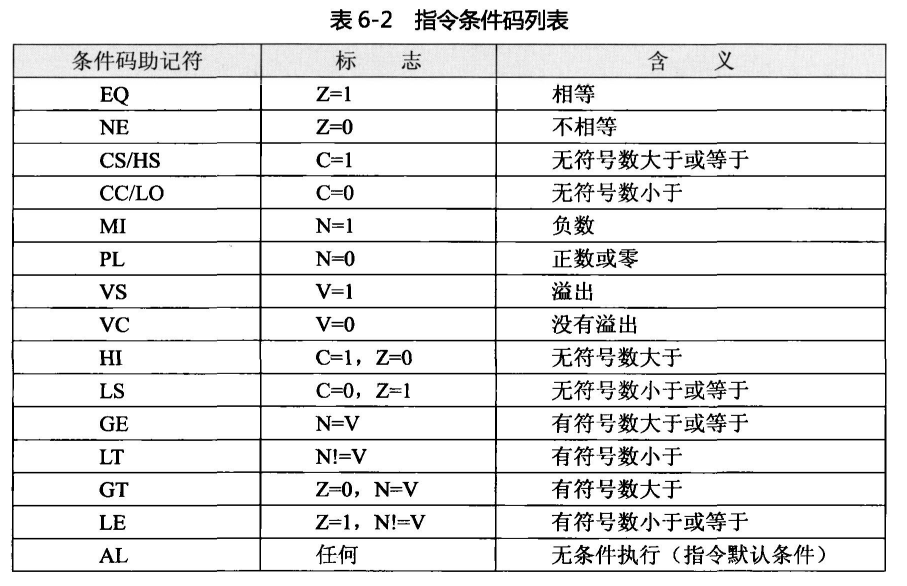 表 6-2 指令条件码列表
条件码助记符 标 志 含 义
EQ Z=1 相等
NE Z=0 不相等
CS/HS C=1 无符号数大于或等于
CC/LO C=0 无符号数小于
MI N=1 负数
PL N=0 正数或零
VS V=1 溢出
VC V=0 没有溢出
HI C=1，Z=0 无符号数大于
LS C=0，Z=1 无符号数小于或等于
GE N=V 有符号数大于或等于
LT N!=V 有符号数小于
GT Z=0，N=V 有符号数大于
LE Z=1，N!=V 有符号数小于或等于
AL 任何 无条件执行（指令默认条件）